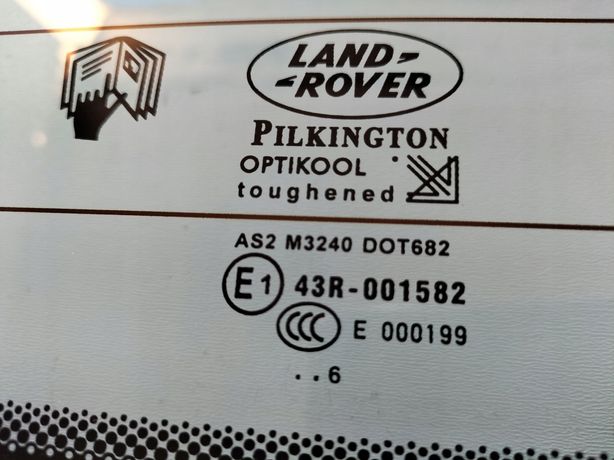 LAND-
-ROVER
PILKINGTON
OPTIKOOL
toughened
AS2 M3240 DOT682
E1 43R-001582
CCC E 000199
..6